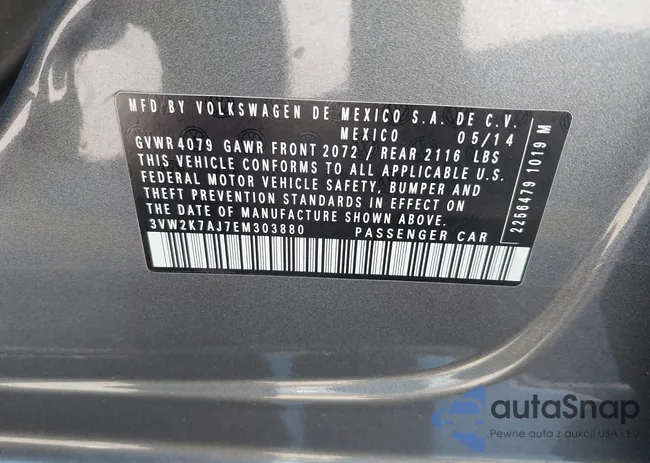 MFD BY VOLKSWAGEN DE MEXICO S.A. DE C.V.
MEXICO 05/14
GVWR 4079 GAWR FRONT 2072 / REAR 2116 LBS
THIS VEHICLE CONFORMS TO ALL APPLICABLE U.S.
FEDERAL MOTOR VEHICLE SAFETY, BUMPER AND
THEFT PREVENTION STANDARDS IN EFFECT ON
THE DATE OF MANUFACTURE SHOWN ABOVE.
3VW2K7AJ7EM303880 PASSENGER CAR
2256479 1019 M
autoSnap
Pewne auta z aukcji USA i EU